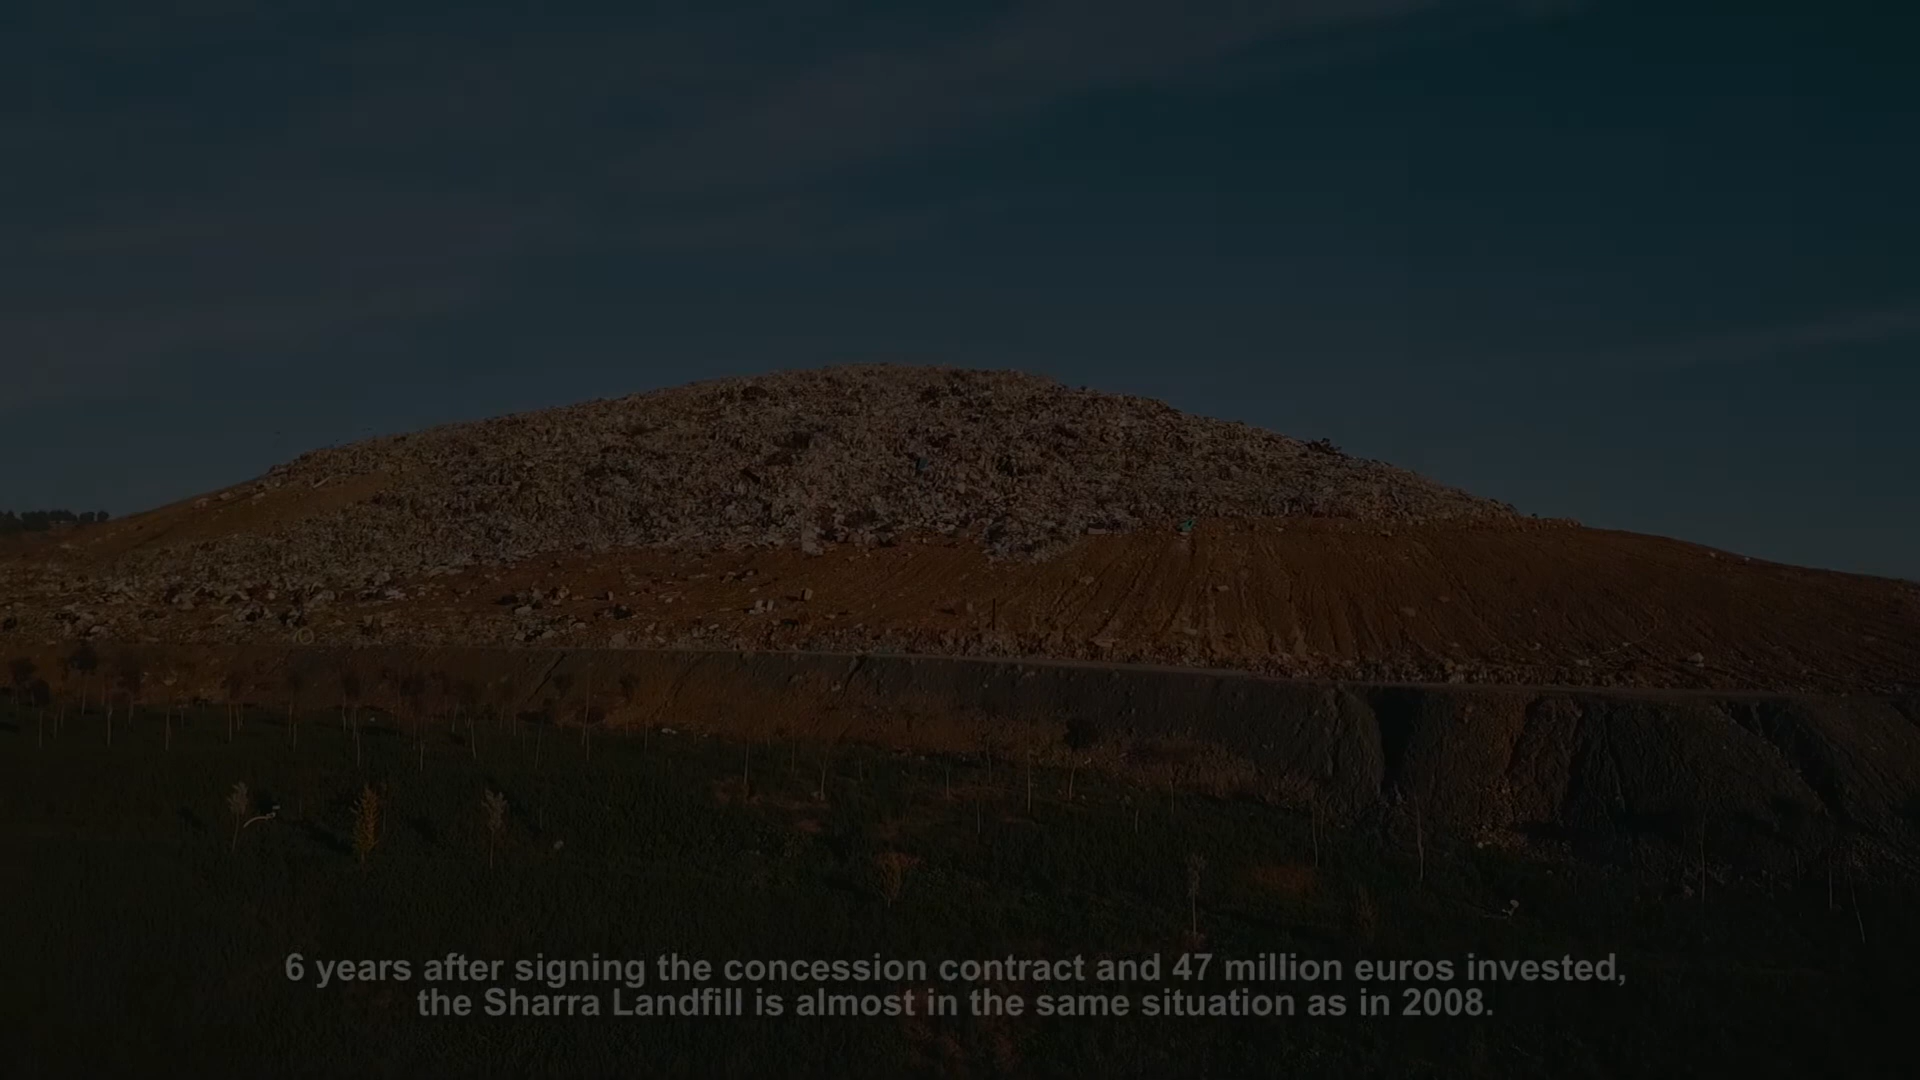 6 years after signing the concession contract and 47 million euros invested,
the Sharra Landfill is almost in the same situation as in 2008.